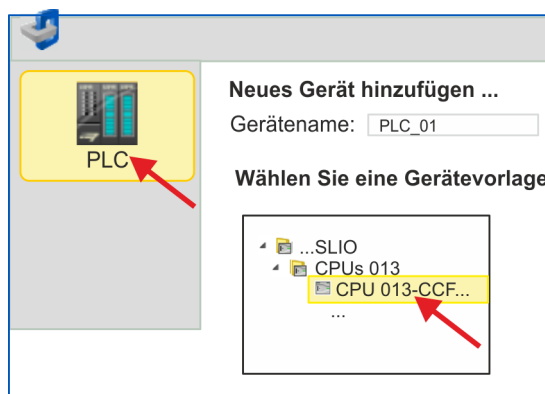 Neues Gerät hinzufügen ...
Gerätename: PLC_01
PLC
Wählen Sie eine Gerätevorlage
...SLIO
CPUs 013
CPU 013-CCF...
...